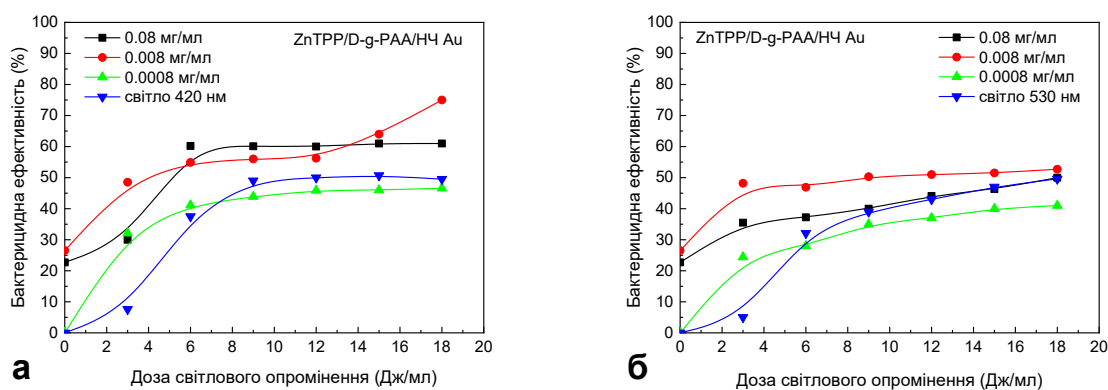 ZnTPP/D-g-PAA/НЧ Au
0.08 мг/мл
0.008 мг/мл
0.0008 мг/мл
світло 420 нм
Бактерицидна ефективність (%)
100
90
80
70
60
50
40
30
20
10
0
0 2 4 6 8 10 12 14 16 18 20
Доза світлового опромінення (Дж/мл)
а
ZnTPP/D-g-PAA/НЧ Au
0.08 мг/мл
0.008 мг/мл
0.0008 мг/мл
світло 530 нм
Бактерицидна ефективність (%)
100
90
80
70
60
50
40
30
20
10
0
0 2 4 6 8 10 12 14 16 18 20
Доза світлового опромінення (Дж/мл)
б